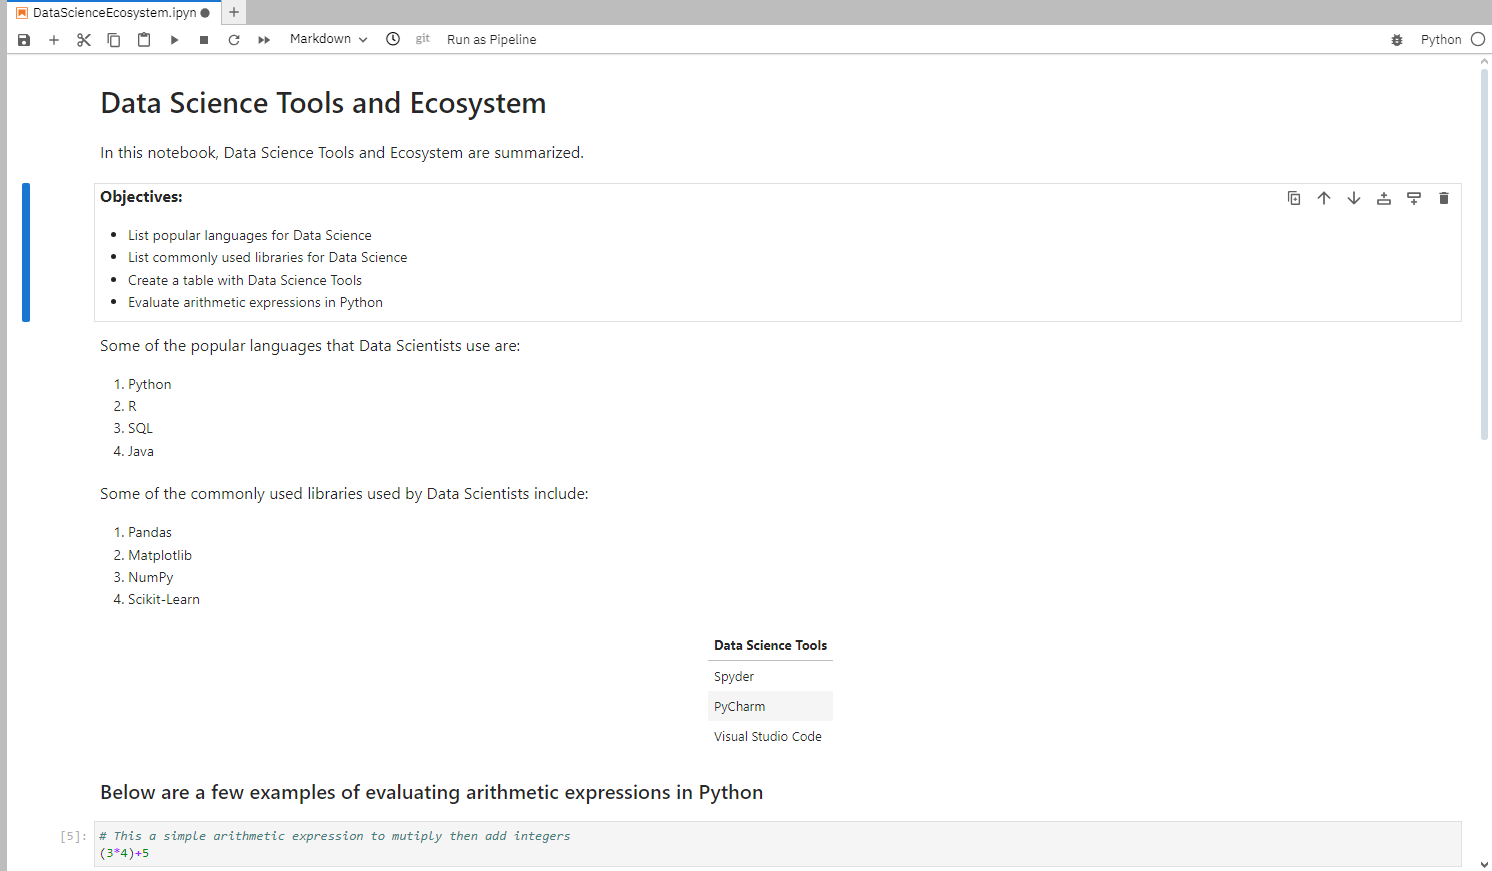 DataScienceEcosystem.ipyn
Markdown
git
Run as Pipeline
Python
Data Science Tools and Ecosystem
In this notebook, Data Science Tools and Ecosystem are summarized.
Objectives:
• List popular languages for Data Science
• List commonly used libraries for Data Science
• Create a table with Data Science Tools
• Evaluate arithmetic expressions in Python
Some of the popular languages that Data Scientists use are:
1. Python
2. R
3. SQL
4. Java
Some of the commonly used libraries used by Data Scientists include:
1. Pandas
2. Matplotlib
3. NumPy
4. Scikit-Learn
Data Science Tools
Spyder
PyCharm
Visual Studio Code
Below are a few examples of evaluating arithmetic expressions in Python
[5]:
# This a simple arithmetic expression to mutiply then add integers
(3*4)+5